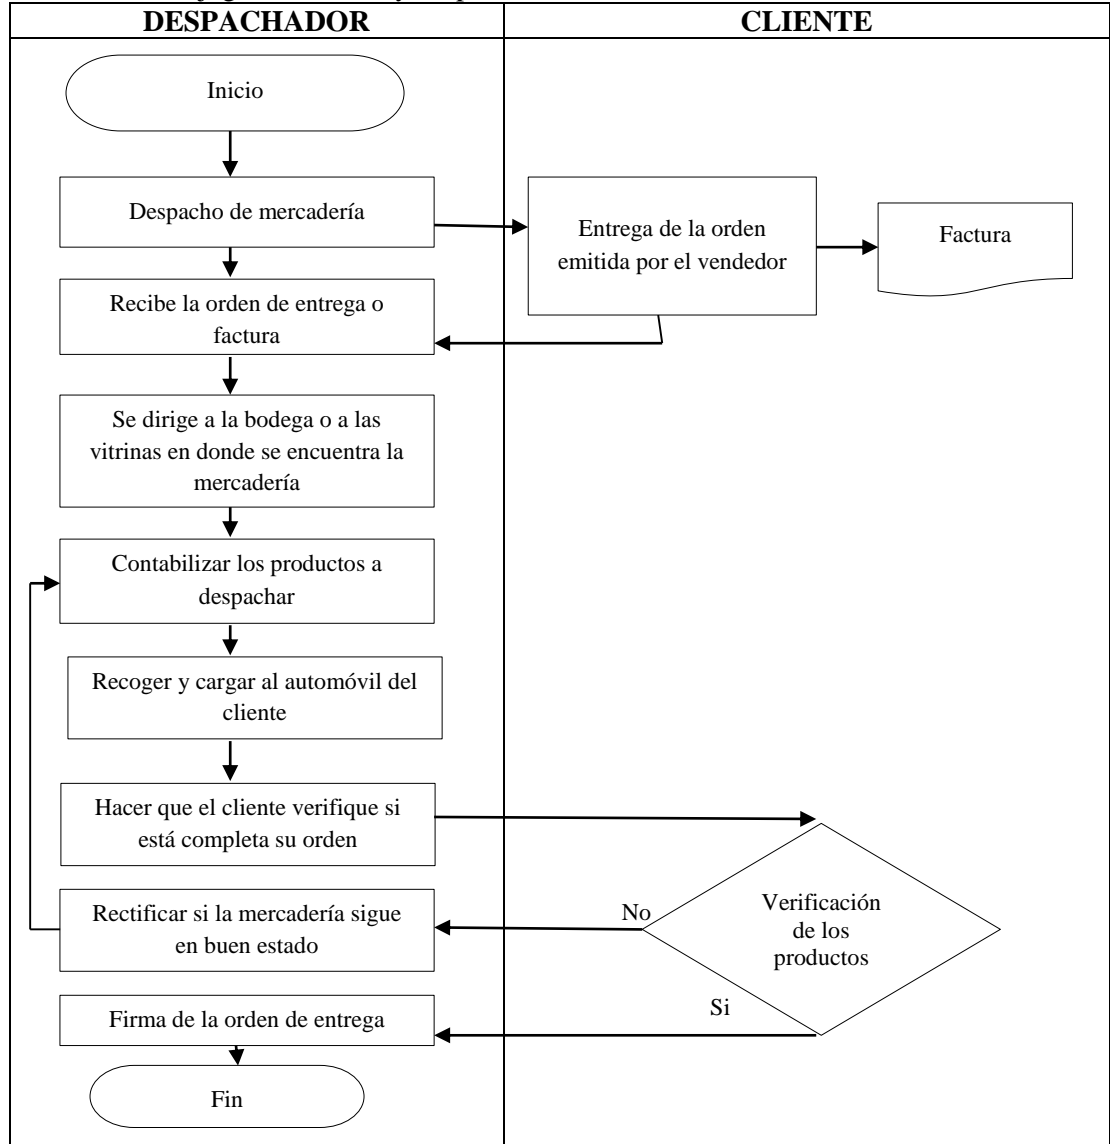 DESPACHADOR
CLIENTE
Inicio
Despacho de mercadería
Entrega de la orden
emitida por el vendedor
Factura
Recibe la orden de entrega o
factura
Se dirige a la bodega o a las
vitrinas en donde se encuentra la
mercadería
Contabilizar los productos a
despachar
Recoger y cargar al automóvil del
cliente
Hacer que el cliente verifique si
está completa su orden
Verificación
de los
productos
No
Rectificar si la mercadería sigue
en buen estado
Si
Firma de la orden de entrega
Fin